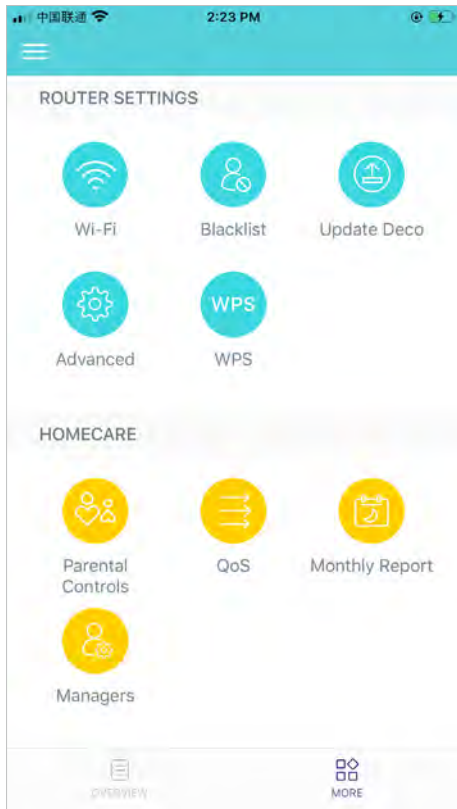 中国联通 2:23 PM
ROUTER SETTINGS
Wi-Fi Blacklist Update Deco
WPS
Advanced WPS
HOMECARE
Parental Controls QoS Monthly Report
Managers
OVERVIEW MORE